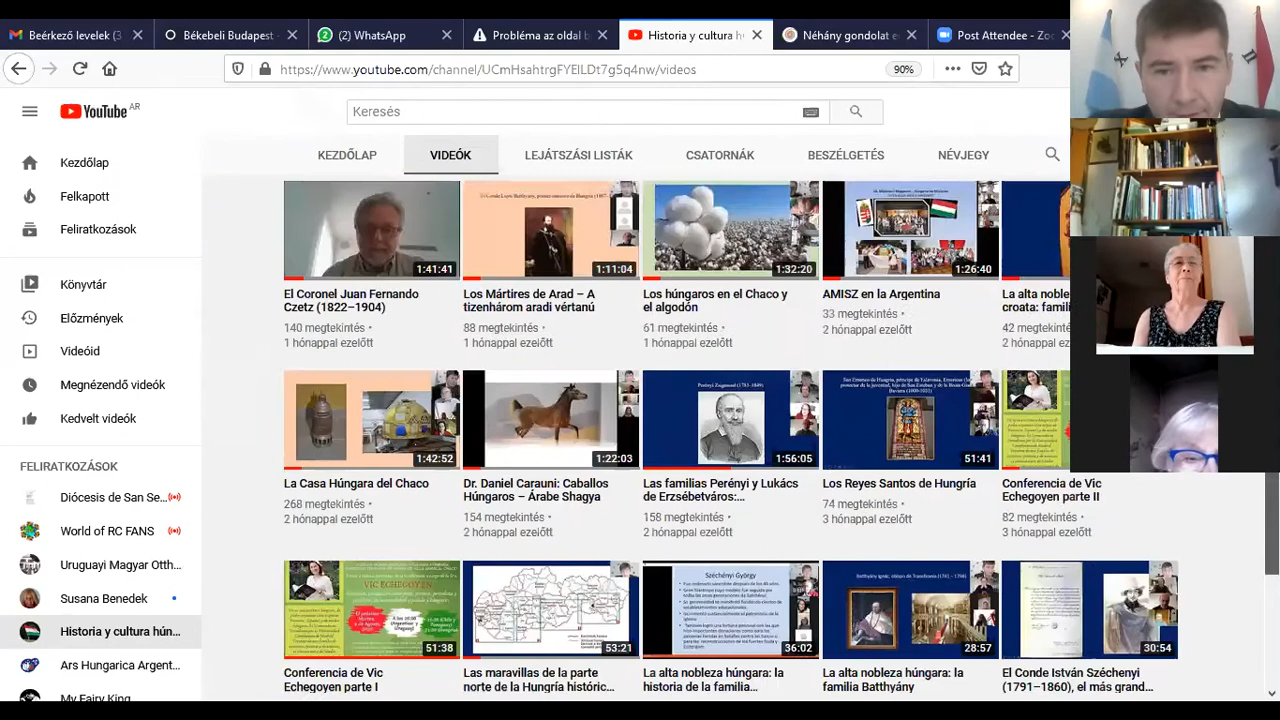 Beérkező levelek (3
Békebeli Budapest -
(2) WhatsApp
Probléma az oldal b
Historia y cultura h
Néhány gondolat e
Post Attendee - Zoo
https://www.youtube.com/channel/UCmHsahtrgFYElLDt7g5q4nw/videos
90%
YouTube AR
Keresés
Kezdőlap
Felkapott
Feliratkozások
Könyvtár
Előzmények
Videóid
Megnézendő videók
Kedvelt videók
FELIRATKOZÁSOK
Diócesis de San Se...
World of RC FANS
Uruguayi Magyar Otth...
Susana Benedek
Historia y cultura hún...
Ars Hungarica Argent...
My Fairy King
KEZDŐLAP
VIDEÓK
LEJÁTSZÁSI LISTÁK
CSATORNÁK
BESZÉLGETÉS
NÉVJEGY
1:41:41
El Coronel Juan Fernando
Czetz (1822–1904)
140 megtekintés •
1 hónappal ezelőtt
1:11:04
Los Mártires de Arad – A
tizenhárom aradi vértanú
88 megtekintés •
1 hónappal ezelőtt
1:32:20
Los húngaros en el Chaco y
el algodón
61 megtekintés •
1 hónappal ezelőtt
1:26:40
AMISZ en la Argentina
33 megtekintés •
2 hónappal ezelőtt
La alta noble
croata: famil
42 megtekintés
2 hónappal eze
1:42:52
La Casa Húngara del Chaco
268 megtekintés •
2 hónappal ezelőtt
1:22:03
Dr. Daniel Carauni: Caballos
Húngaros – Árabe Shagya
154 megtekintés •
2 hónappal ezelőtt
Perényi Zsigmond (1783-1849)
1:56:05
Las familias Perényi y Lukács
de Erzsébetváros:...
158 megtekintés •
2 hónappal ezelőtt
51:41
Los Reyes Santos de Hungría
74 megtekintés •
3 hónappal ezelőtt
Conferencia de Vic
Echegoyen parte II
82 megtekintés •
3 hónappal ezelőtt
VIC ECHEGOYEN
51:38
Conferencia de Vic
Echegoyen parte I
53:21
Las maravillas de la parte
norte de la Hungría históric...
Széchényi György
36:02
La alta nobleza húngara: la
historia de la familia...
28:57
La alta nobleza húngara: la
familia Batthyány
30:54
El Conde István Széchenyi
(1791–1860), el más grand...